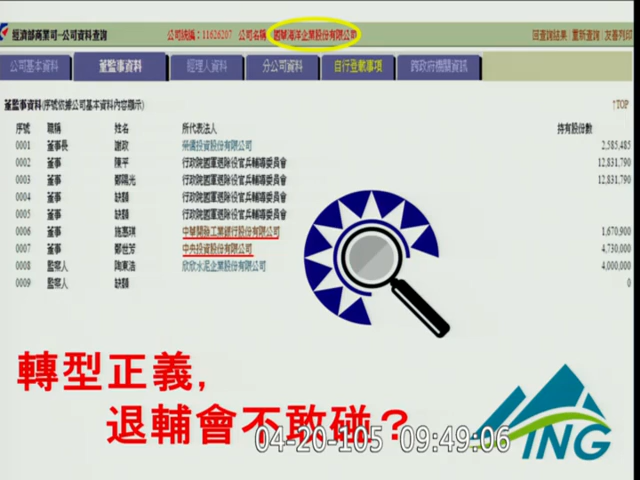 經濟部商業司--公司資料查詢
公司統編：11626207 公司名稱 國華海洋企業股份有限公司
回查詢結果 | 重新查詢 | 友善列印
公司基本資料 董監事資料 經理人資料 分公司資料 自行登載事項 跨政府機關資訊
董監事資料(序號依據公司基本資料內容顯示)
↑TOP
序號 職稱 姓名 所代表法人 持有股份數
0001 董事長 謝政 榮僑投資股份有限公司 2,585,485
0002 董事 陳平 行政院國軍退除役官兵輔導委員會 12,831,790
0003 董事 鄭陽光 行政院國軍退除役官兵輔導委員會 12,831,790
0004 董事 缺額 行政院國軍退除役官兵輔導委員會
0005 董事 缺額 行政院國軍退除役官兵輔導委員會
0006 董事 施惠琪 中華開發工業銀行股份有限公司 1,670,900
0007 董事 鄭世芳 中央投資股份有限公司 4,730,000
0008 監察人 陶東浩 欣欣水泥企業股份有限公司 4,000,000
0009 監察人 缺額 0
轉型正義,
退輔會不敢碰？
ING
04-20-105 09:49:06